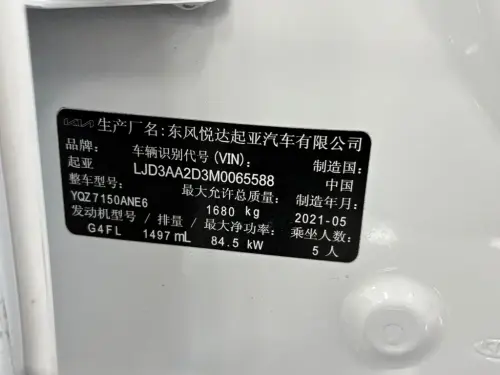 KIA 生产厂名:东风悦达起亚汽车有限公司
品牌: 车辆识别代号(VIN): 制造国:
起亚 LJD3AA2D3M0065588 中国
整车型号: 最大允许总质量: 制造年月:
YQZ7150ANE6 1680 kg 2021-05
发动机型号 / 排量 / 最大净功率: 乘坐人数:
G4FL 1497 mL 84.5 kW 5 人